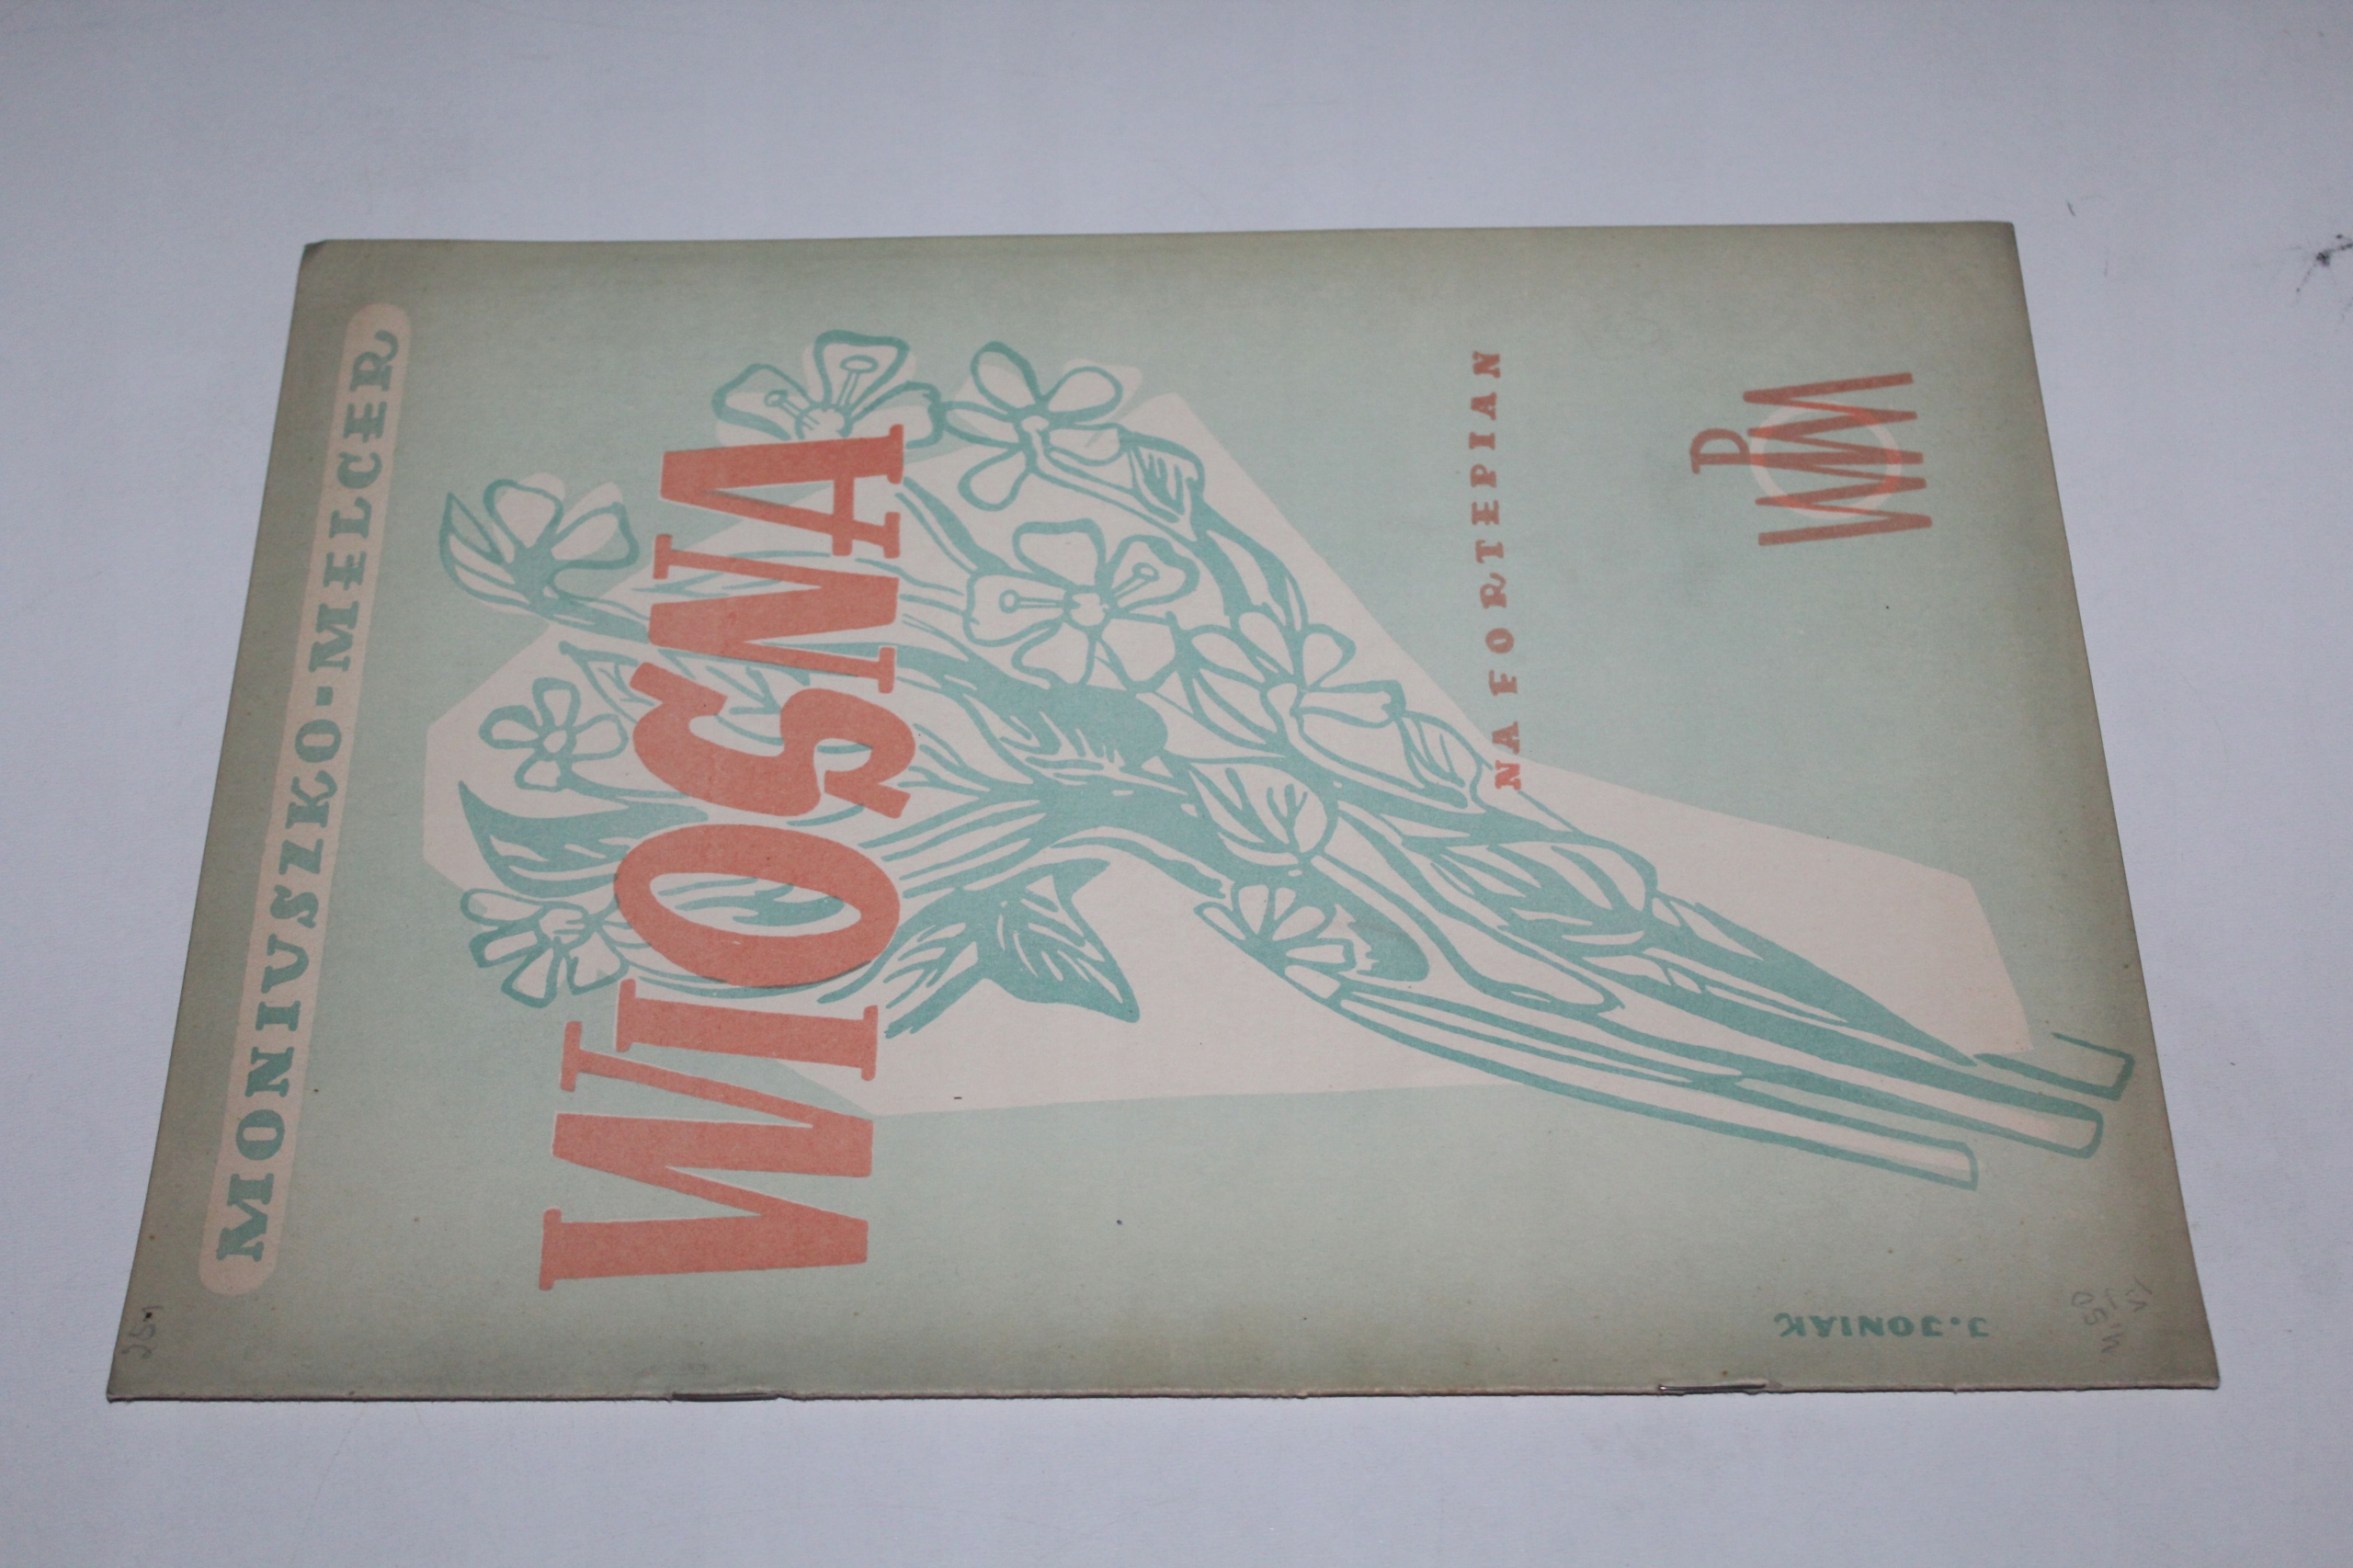 MONIUSZKO-MELCER
WIOSNA
NA FORTEPIAN
PWM
J. JONIAK